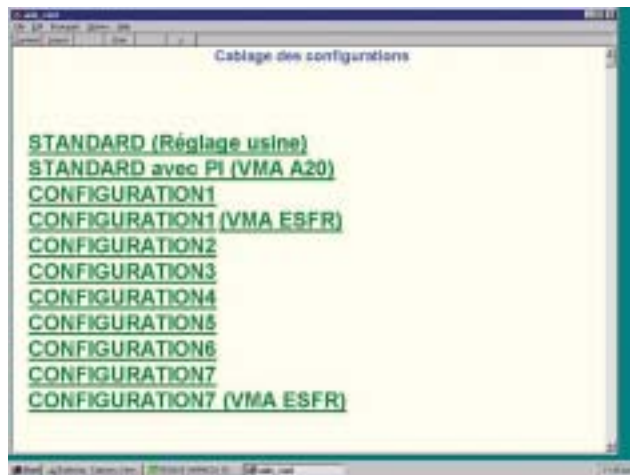 Cablage des configurations
STANDARD (Réglage usine)
STANDARD avec PI (VMA A20)
CONFIGURATION1
CONFIGURATION1 (VMA ESFR)
CONFIGURATION2
CONFIGURATION3
CONFIGURATION4
CONFIGURATION5
CONFIGURATION6
CONFIGURATION7
CONFIGURATION7 (VMA ESFR)